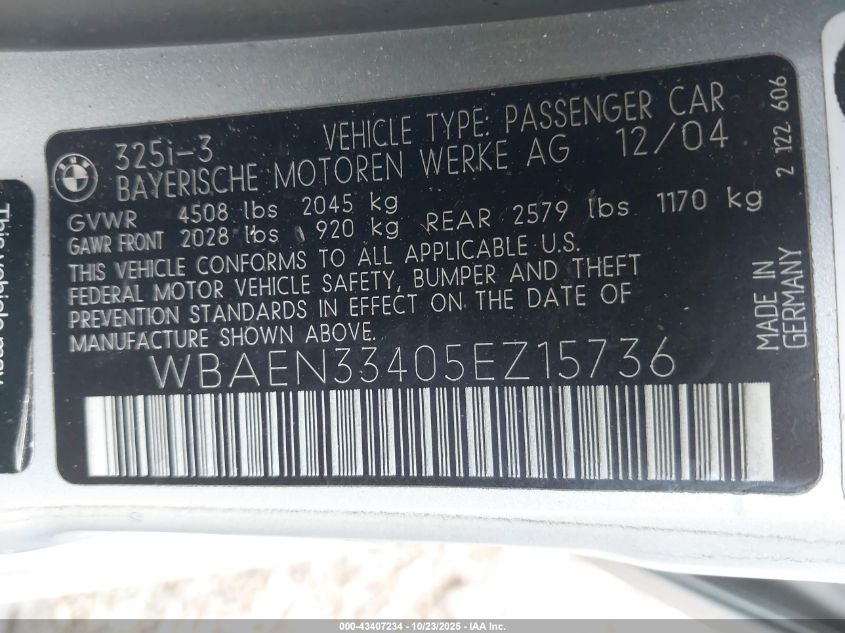 325i-3 VEHICLE TYPE: PASSENGER CAR
BAYERISCHE MOTOREN WERKE AG 12/04
GVWR 4508 lbs 2045 kg
GAWR FRONT 2028 lbs 920 kg REAR 2579 lbs 1170 kg
THIS VEHICLE CONFORMS TO ALL APPLICABLE U.S.
FEDERAL MOTOR VEHICLE SAFETY, BUMPER AND THEFT
PREVENTION STANDARDS IN EFFECT ON THE DATE OF
MANUFACTURE SHOWN ABOVE.
WBAEN33405EZ15736
MADE IN
GERMANY
2 122 606
This vehicle may
000-43407234 | 10/23/2025 | © IAA Inc.